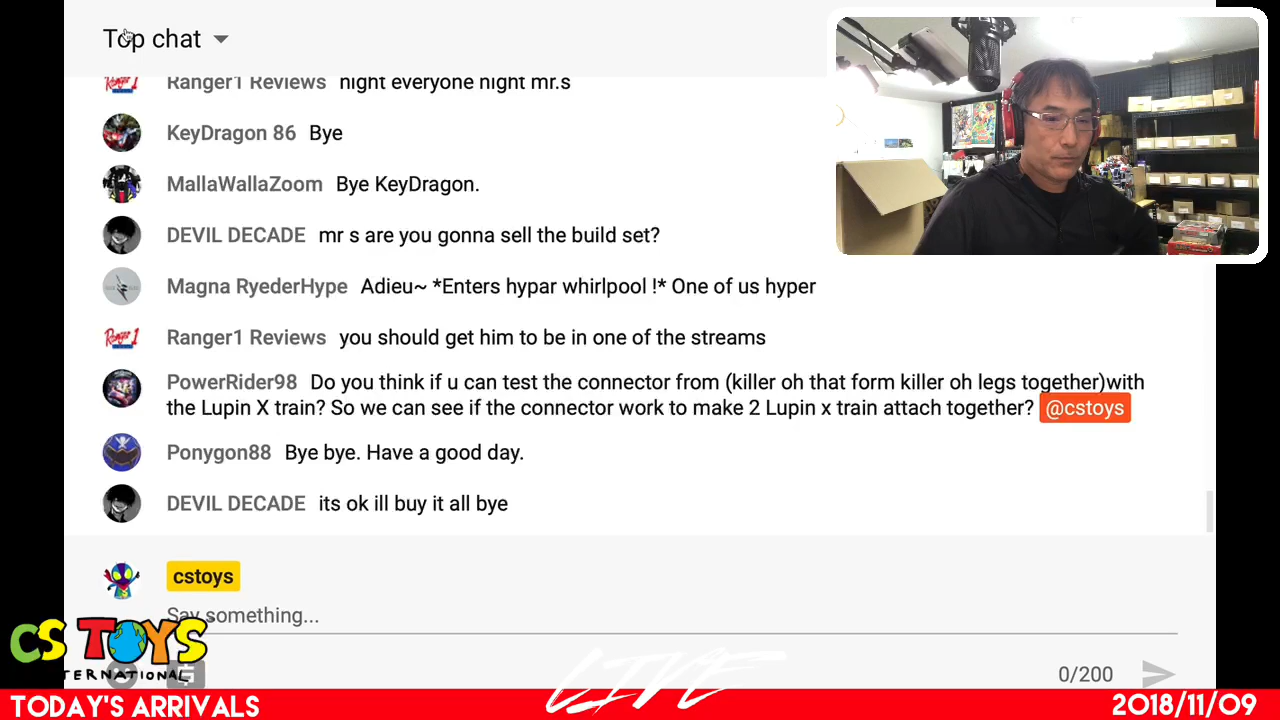 Top chat
Ranger1 Reviews night everyone night mr.s
KeyDragon 86 Bye
MallaWallaZoom Bye KeyDragon.
DEVIL DECADE mr s are you gonna sell the build set?
Magna RyederHype Adieu~ *Enters hypar whirlpool !* One of us hyper
Ranger1 Reviews you should get him to be in one of the streams
PowerRider98 Do you think if u can test the connector from (killer oh that form killer oh legs together)with
the Lupin X train? So we can see if the connector work to make 2 Lupin x train attach together? @cstoys
Ponygon88 Bye bye. Have a good day.
DEVIL DECADE its ok ill buy it all bye
cstoys
Say something...
CS TOYS
INTERNATIONAL
0/200
LIVE
TODAY'S ARRIVALS
2018/11/09